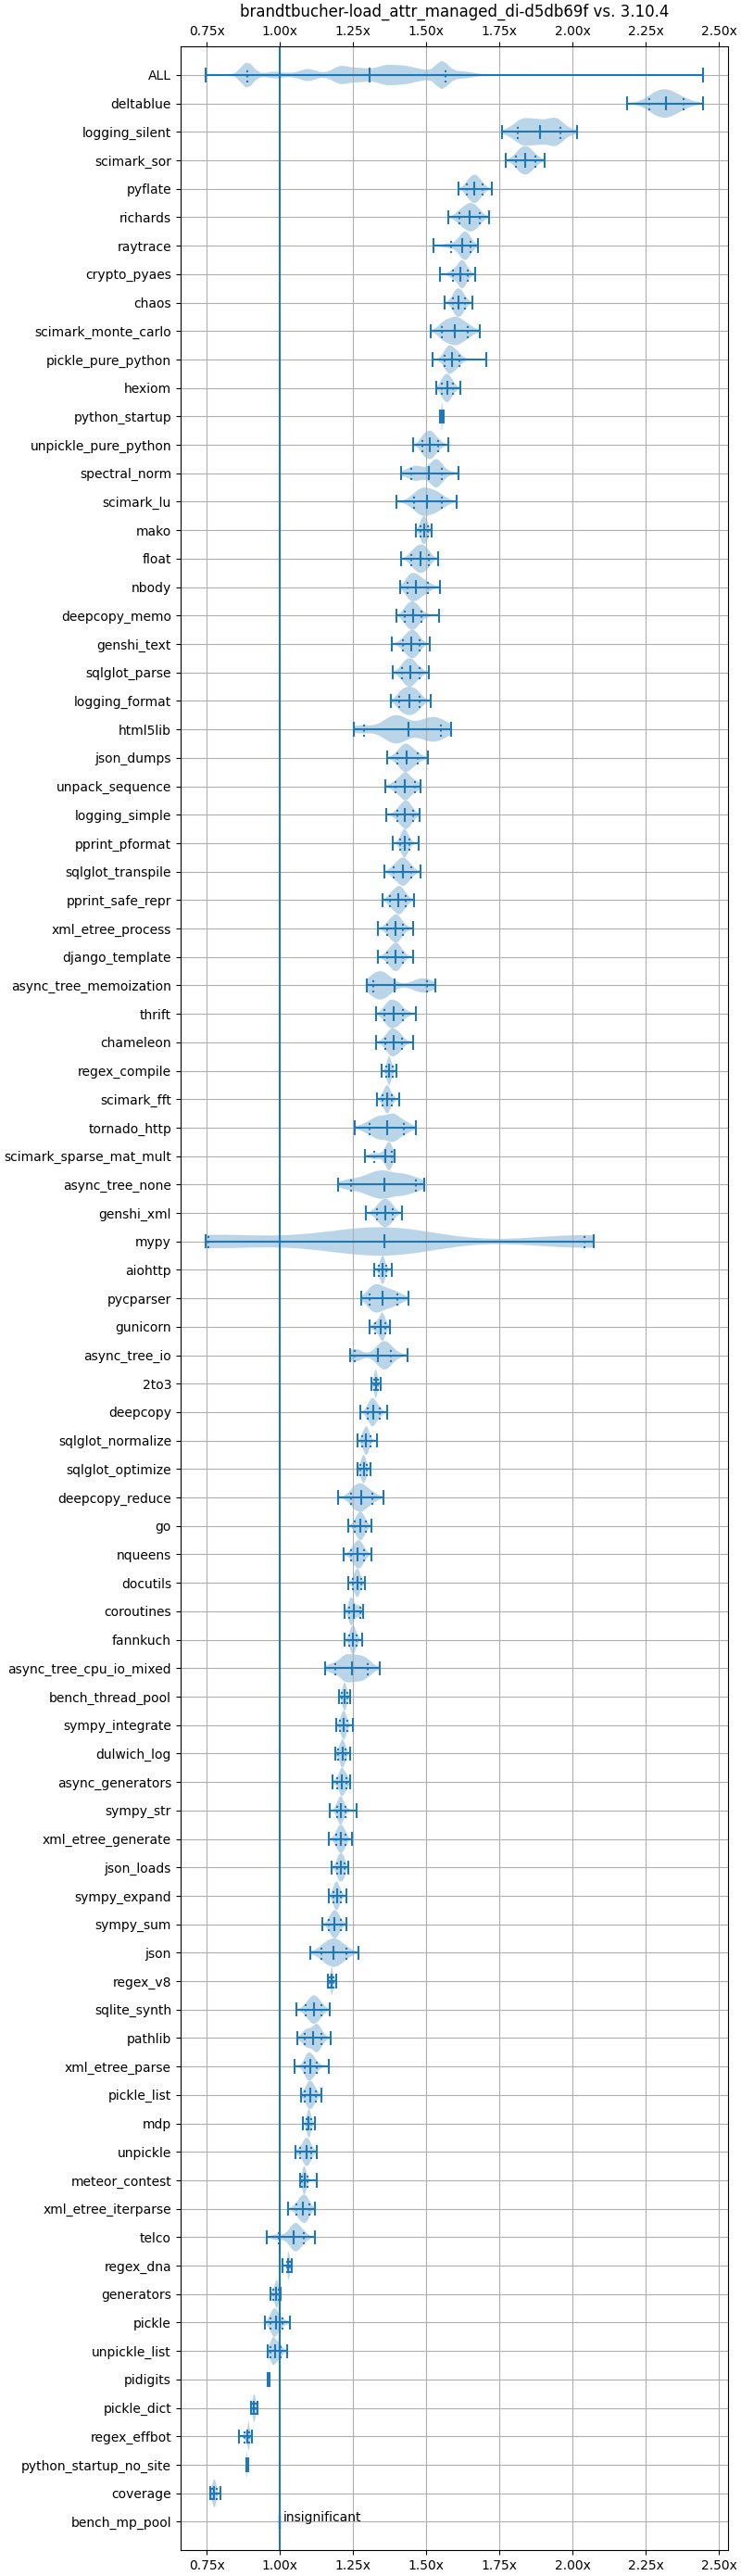 brandtbucher-load_attr_managed_di-d5db69f vs. 3.10.4
0.75x 1.00x 1.25x 1.50x 1.75x 2.00x 2.25x 2.50x
ALL
deltablue
logging_silent
scimark_sor
pyflate
richards
raytrace
crypto_pyaes
chaos
scimark_monte_carlo
pickle_pure_python
hexiom
python_startup
unpickle_pure_python
spectral_norm
scimark_lu
mako
float
nbody
deepcopy_memo
genshi_text
sqlglot_parse
logging_format
html5lib
json_dumps
unpack_sequence
logging_simple
pprint_pformat
sqlglot_transpile
pprint_safe_repr
xml_etree_process
django_template
async_tree_memoization
thrift
chameleon
regex_compile
scimark_fft
tornado_http
scimark_sparse_mat_mult
async_tree_none
genshi_xml
mypy
aiohttp
pycparser
gunicorn
async_tree_io
2to3
deepcopy
sqlglot_normalize
sqlglot_optimize
deepcopy_reduce
go
nqueens
docutils
coroutines
fannkuch
async_tree_cpu_io_mixed
bench_thread_pool
sympy_integrate
dulwich_log
async_generators
sympy_str
xml_etree_generate
json_loads
sympy_expand
sympy_sum
json
regex_v8
sqlite_synth
pathlib
xml_etree_parse
pickle_list
mdp
unpickle
meteor_contest
xml_etree_iterparse
telco
regex_dna
generators
pickle
unpickle_list
pidigits
pickle_dict
regex_effbot
python_startup_no_site
coverage
bench_mp_pool insignificant
0.75x 1.00x 1.25x 1.50x 1.75x 2.00x 2.25x 2.50x